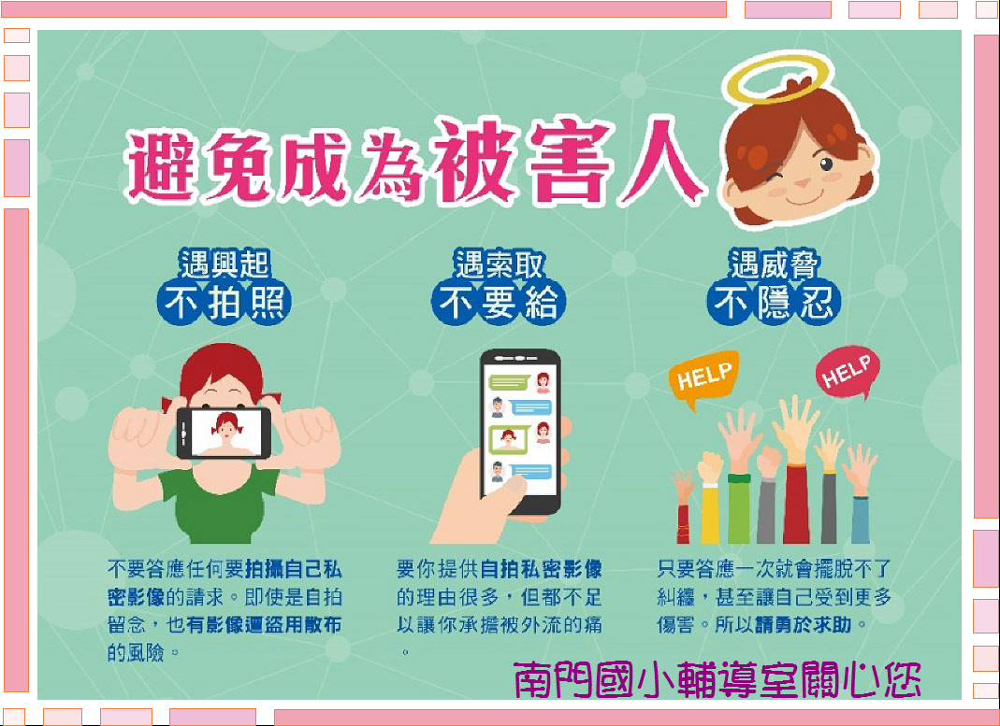 避免成為被害人
遇興起
不拍照
遇索取
不要給
遇威脅
不隱忍
HELP
HELP
不要答應任何要拍攝自己私
密影像的請求。即使是自拍
留念，也有影像遭盜用散布
的風險。
要你提供自拍私密影像
的理由很多，但都不足
以讓你承擔被外流的痛
。
只要答應一次就會擺脫不了
糾纏，甚至讓自己受到更多
傷害。所以請勇於求助。
南門國小輔導室關心您